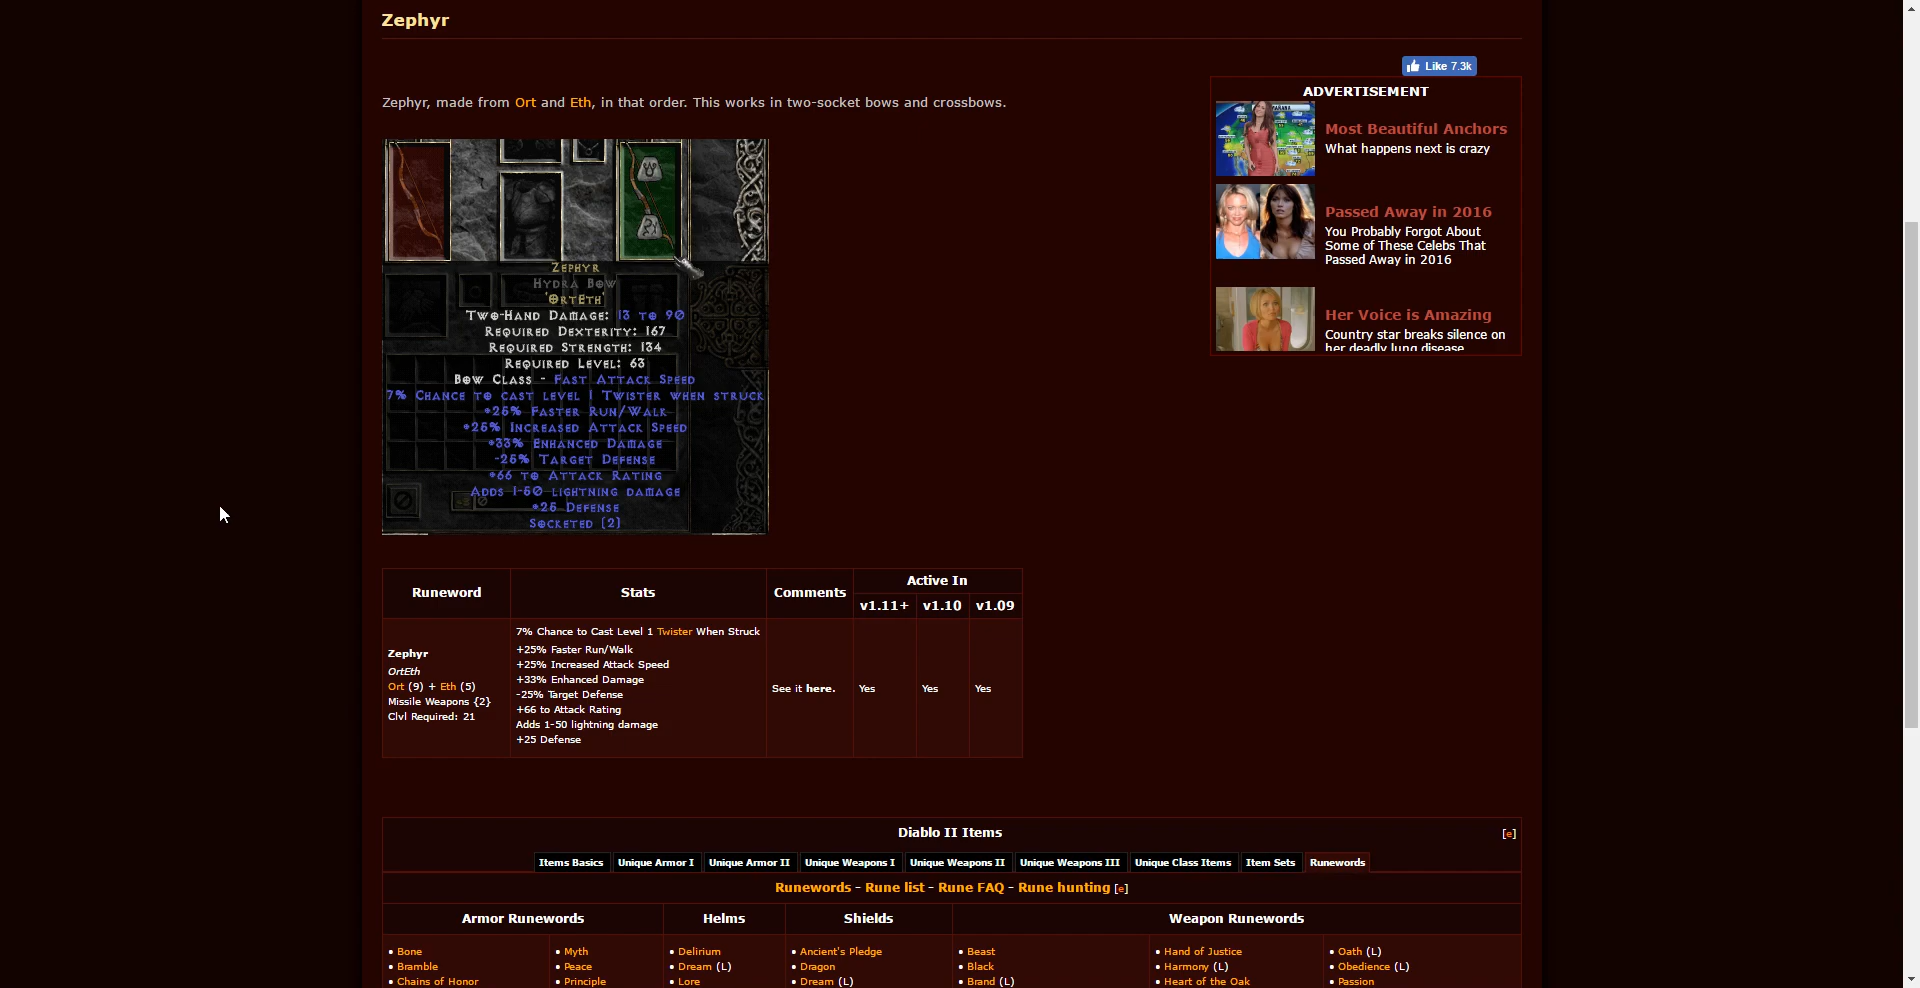 Zephyr
Like 7.3k
Zephyr, made from Ort and Eth, in that order. This works in two-socket bows and crossbows.
ADVERTISEMENT
Most Beautiful Anchors
What happens next is crazy
Passed Away in 2016
You Probably Forgot About
Some of These Celebs That
Passed Away in 2016
Her Voice is Amazing
Country star breaks silence on
her deadly lung disease
Zephyr
Hydra Bow
'OrtEth'
Two-Hand Damage: 13 to 90
Required Dexterity: 167
Required Strength: 134
Required Level: 63
Bow Class - Fast Attack Speed
7% Chance to cast level 1 Twister when struck
+25% Faster Run/Walk
+25% Increased Attack Speed
+33% Enhanced Damage
-25% Target Defense
+66 to Attack Rating
Adds 1-50 lightning damage
+25 Defense
Socketed (2)
Runeword Stats Comments Active In
v1.11+ v1.10 v1.09
Zephyr
OrtEth
Ort (9) + Eth (5)
Missile Weapons {2}
Clvl Required: 21
7% Chance to Cast Level 1 Twister When Struck
+25% Faster Run/Walk
+25% Increased Attack Speed
+33% Enhanced Damage
-25% Target Defense
+66 to Attack Rating
Adds 1-50 lightning damage
+25 Defense
See it here.
Yes Yes Yes
Diablo II Items [e]
Items Basics Unique Armor I Unique Armor II Unique Weapons I Unique Weapons II Unique Weapons III Unique Class Items Item Sets Runewords
Runewords - Rune list - Rune FAQ - Rune hunting [e]
Armor Runewords Helms Shields Weapon Runewords
• Bone • Myth • Delirium • Ancient's Pledge • Beast • Hand of Justice • Oath (L)
• Bramble • Peace • Dream (L) • Dragon • Black • Harmony (L) • Obedience (L)
• Chains of Honor • Principle • Lore • Dream (L) • Brand (L) • Heart of the Oak • Passion